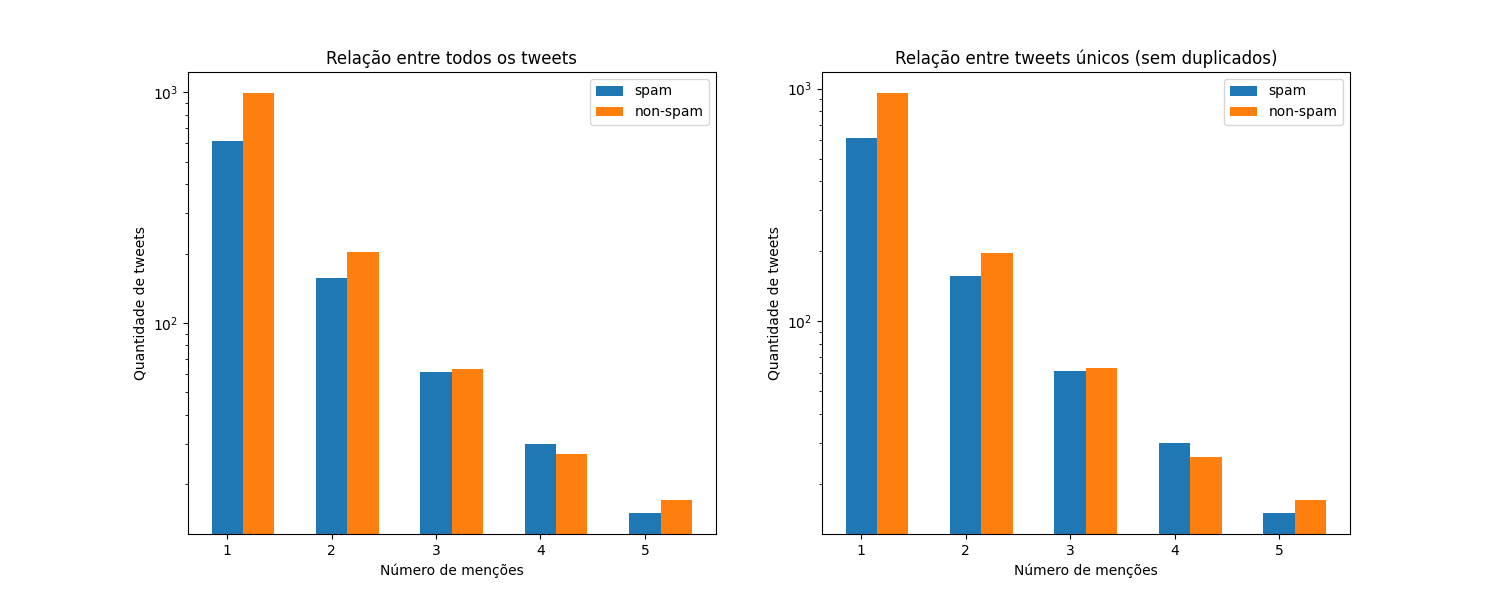 Relação entre todos os tweets
10³
10²
Quantidade de tweets
spam
non-spam
1 2 3 4 5
Número de menções
Relação entre tweets únicos (sem duplicados)
10³
10²
Quantidade de tweets
spam
non-spam
1 2 3 4 5
Número de menções